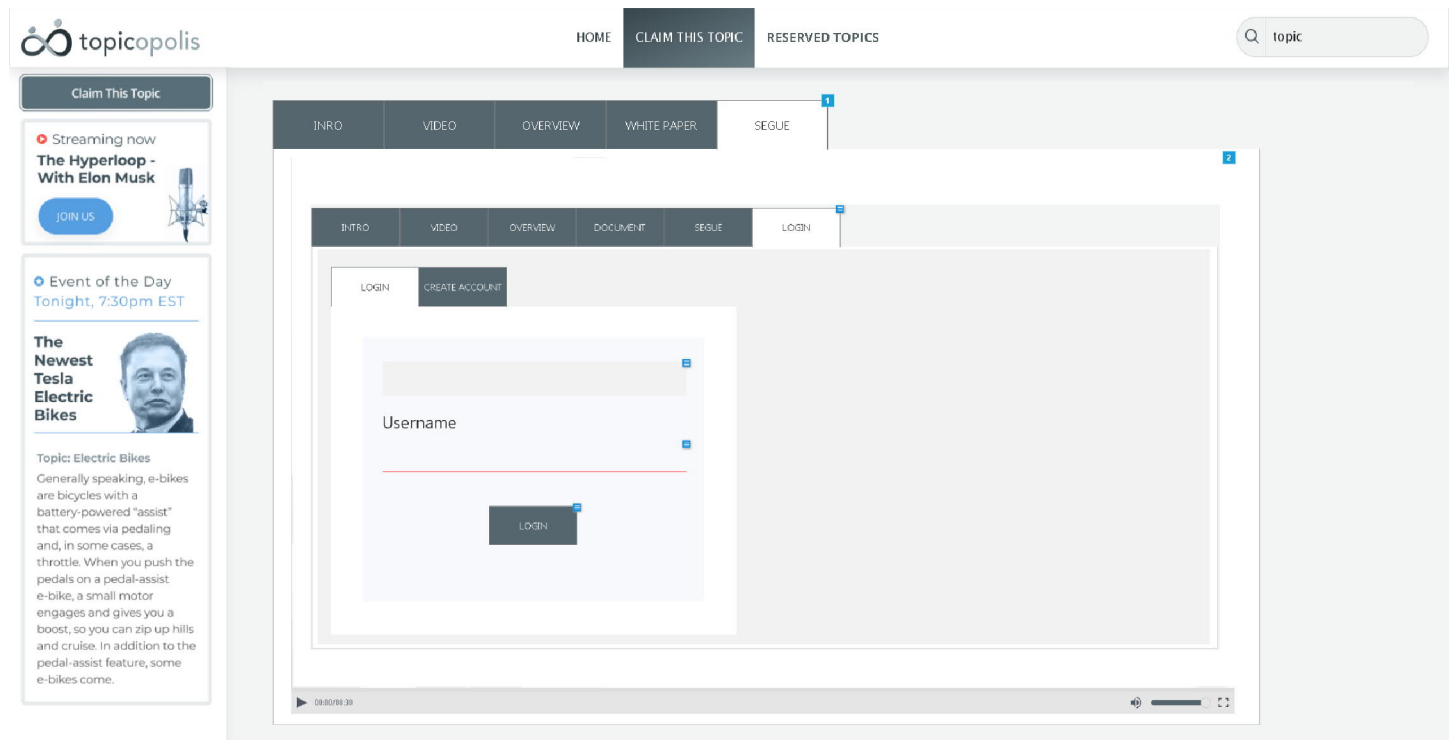 topicopolis
HOME
CLAIM THIS TOPIC
RESERVED TOPICS
topic
Claim This Topic
Streaming now
The Hyperloop -
With Elon Musk
JOIN US
Event of the Day
Tonight, 7:30pm EST
The
Newest
Tesla
Electric
Bikes
Topic: Electric Bikes
Generally speaking, e-bikes
are bicycles with a
battery-powered "assist"
that comes via pedaling
and, in some cases, a
throttle. When you push the
pedals on a pedal-assist
e-bike, a small motor
engages and gives you a
boost, so you can zip up hills
and cruise. In addition to the
pedal-assist feature, some
e-bikes come.
INRO
VIDEO
OVERVIEW
WHITE PAPER
SEGUE
1
2
INTRO
VIDEO
OVERVIEW
DOCUMENT
SEGUE
LOGIN
LOGIN
CREATE ACCOUNT
Username
LOGIN
00:00/00:30